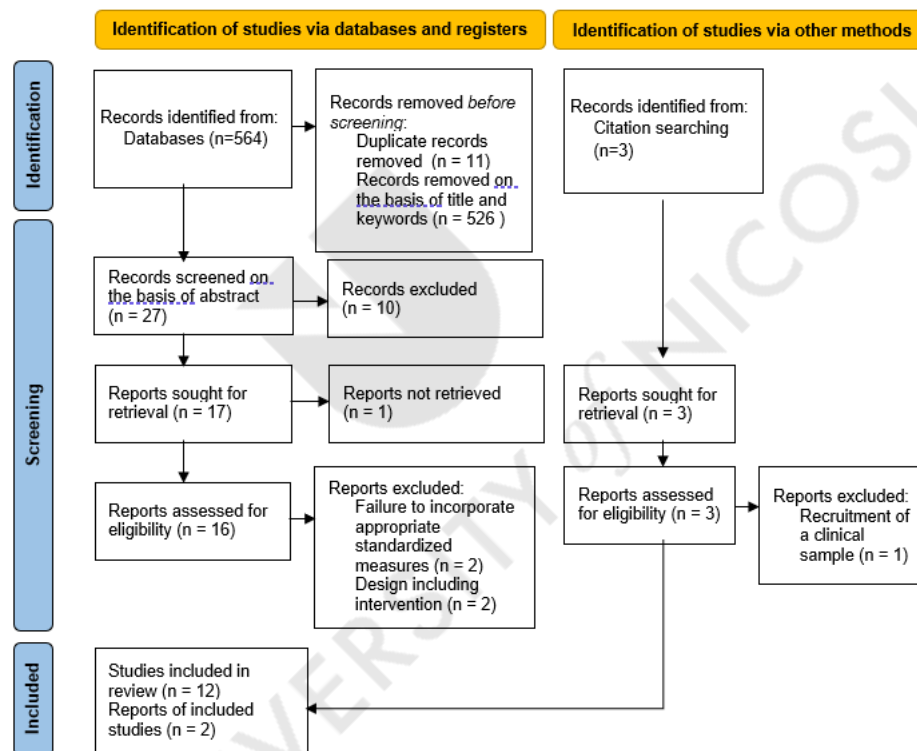 Identification of studies via databases and registers
Identification of studies via other methods
Identification
Records identified from:
Databases (n=564)
Records removed before
screening:
Duplicate records
removed (n = 11)
Records removed on
the basis of title and
keywords (n = 526 )
Records identified from:
Citation searching
(n=3)
Screening
Records screened on
the basis of abstract
(n = 27)
Records excluded
(n = 10)
Reports sought for
retrieval (n = 17)
Reports not retrieved
(n = 1)
Reports sought for
retrieval (n = 3)
Reports assessed for
eligibility (n = 16)
Reports excluded:
Failure to incorporate
appropriate
standardized
measures (n = 2)
Design including
intervention (n = 2)
Reports assessed
for eligibility (n = 3)
Reports excluded:
Recruitment of
a clinical
sample (n = 1)
Included
Studies included in
review (n = 12)
Reports of included
studies (n = 2)
VERSITY of NICOSI